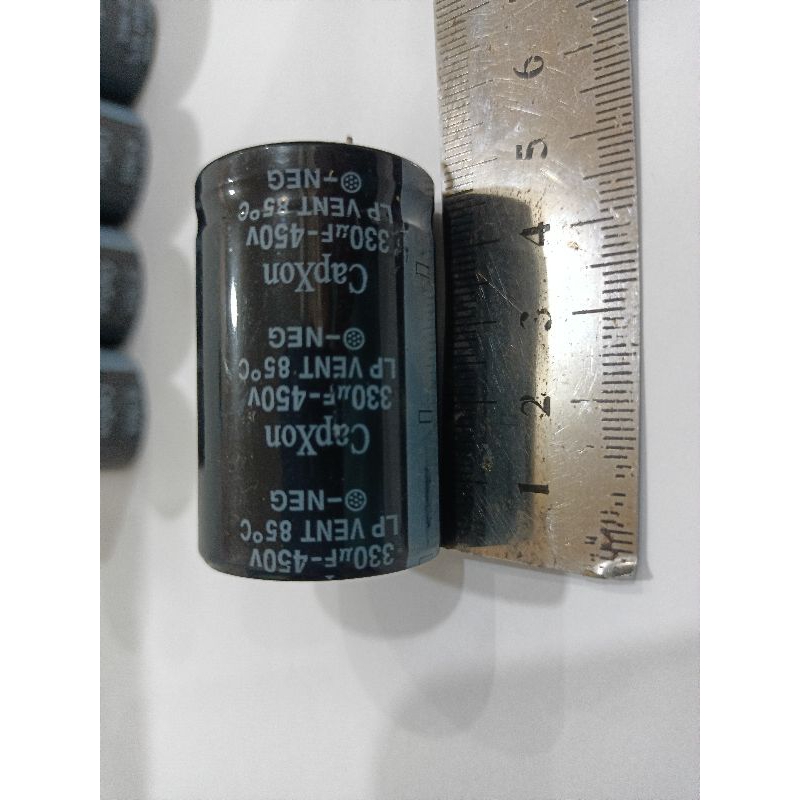 330µF-450V
LP VENT 85°C
-NEG
CapXon
330µF-450V
LP VENT 85°C
-NEG
CapXon
330µF-450V
LP VENT 85°C
-NEG
1 2 3 4 5 6